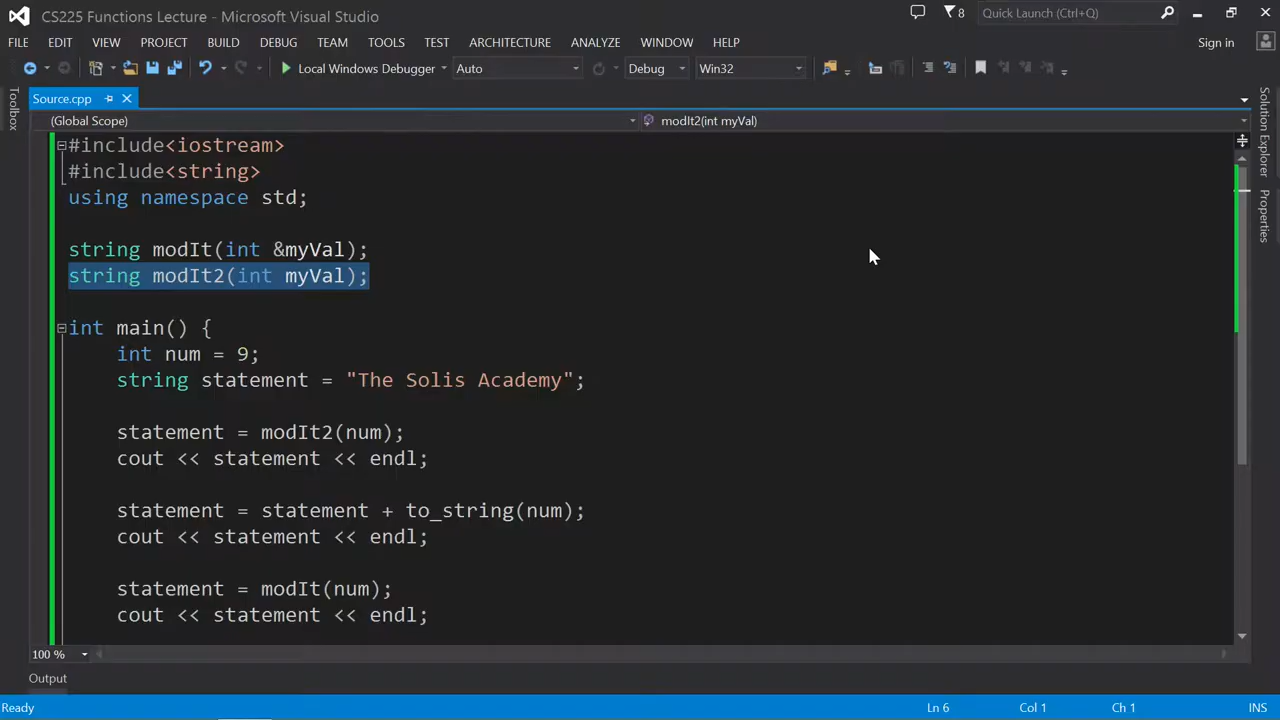 CS225 Functions Lecture - Microsoft Visual Studio
8
Quick Launch (Ctrl+Q)
FILE EDIT VIEW PROJECT BUILD DEBUG TEAM TOOLS TEST ARCHITECTURE ANALYZE WINDOW HELP
Sign in
Local Windows Debugger Auto Debug Win32
Toolbox
Source.cpp
(Global Scope) modIt2(int myVal)
#include<iostream>
#include<string>
using namespace std;
string modIt(int &myVal);
string modIt2(int myVal);
int main() {
int num = 9;
string statement = "The Solis Academy";
statement = modIt2(num);
cout << statement << endl;
statement = statement + to_string(num);
cout << statement << endl;
statement = modIt(num);
cout << statement << endl;
Solution Explorer
Properties
100 %
Output
Ready Ln 6 Col 1 Ch 1 INS